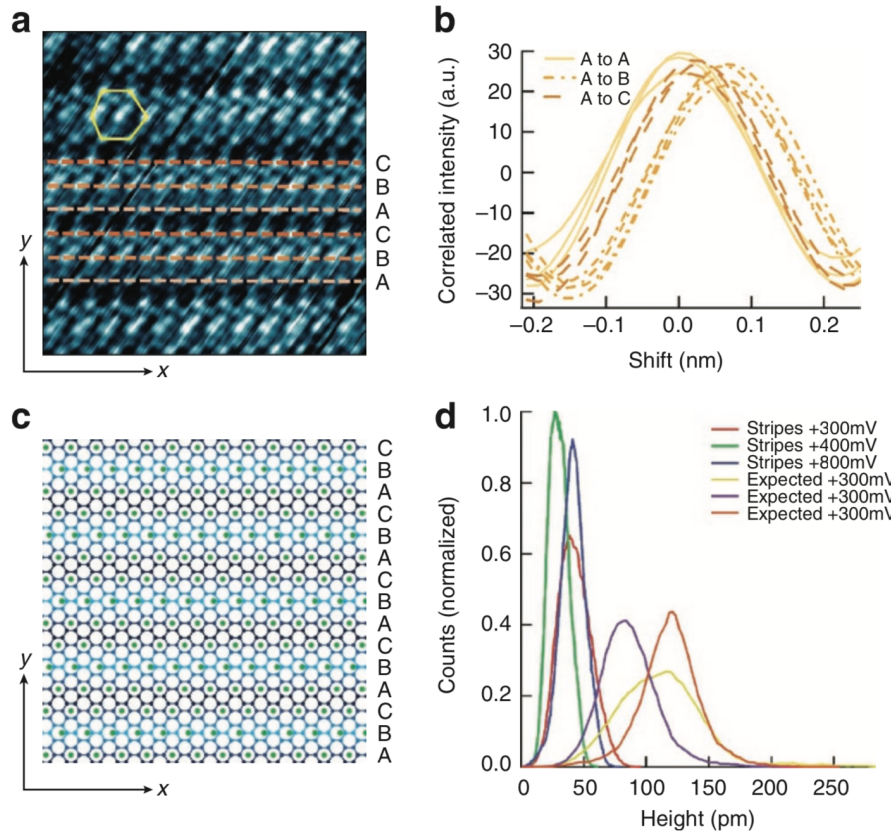 a
C
B
A
C
B
A
y
x
b
Correlated intensity (a.u.)
30
20
10
0
−10
−20
−30
A to A
A to B
A to C
−0.2
−0.1
0.0
0.1
0.2
Shift (nm)
c
C
B
A
C
B
A
C
B
A
C
B
A
C
B
A
y
x
d
Counts (normalized)
1.0
0.8
0.6
0.4
0.2
0.0
Stripes +300mV
Stripes +400mV
Stripes +800mV
Expected +300mV
Expected +300mV
Expected +300mV
0
50
100
150
200
250
Height (pm)